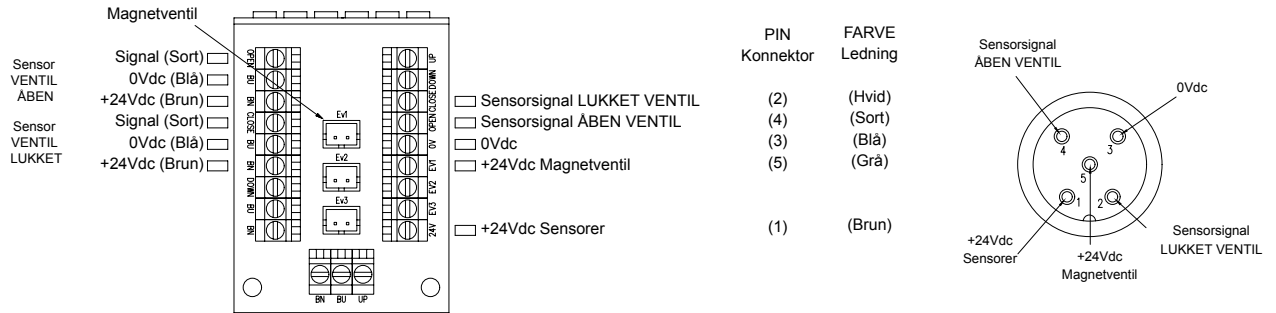 Magnetventil
Sensor
VENTIL
ÅBEN
Signal (Sort)
0Vdc (Blå)
+24Vdc (Brun)
Sensor
VENTIL
LUKKET
Signal (Sort)
0Vdc (Blå)
+24Vdc (Brun)
OPEN
BU
BN
CLOSE
BU
BN
DOWN
BU
BN
Ev1
Ev2
Ev3
BN BU UP
UP
DOWN
CLOSE
OPEN
0V
EV1
EV2
EV3
24V
PIN
Konnektor
FARVE
Ledning
Sensorsignal LUKKET VENTIL (2) (Hvid)
Sensorsignal ÅBEN VENTIL (4) (Sort)
0Vdc (3) (Blå)
+24Vdc Magnetventil (5) (Grå)
+24Vdc Sensorer (1) (Brun)
Sensorsignal
ÅBEN VENTIL
0Vdc
4
3
5
1
2
+24Vdc
Sensorer
+24Vdc
Magnetventil
Sensorsignal
LUKKET VENTIL